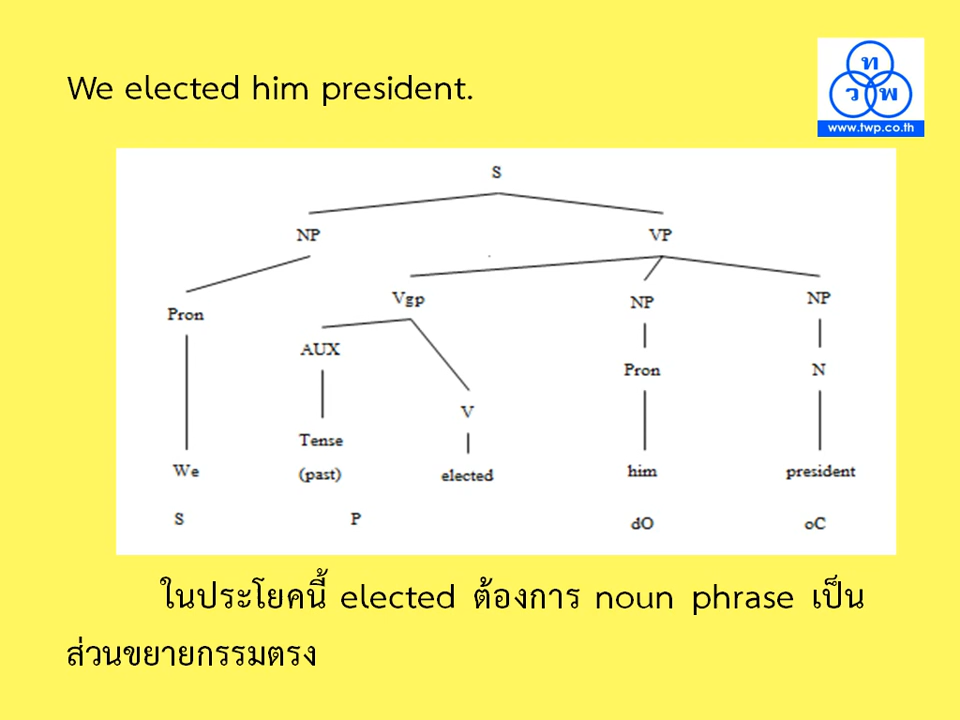 We elected him president.
ท
ว พ
www.twp.co.th
S
NP VP
Vgp NP NP
Pron
AUX
Pron N
V
Tense
We (past) elected him president
S P dO oC
ในประโยคนี้ elected ต้องการ noun phrase เป็น
ส่วนขยายกรรมตรง